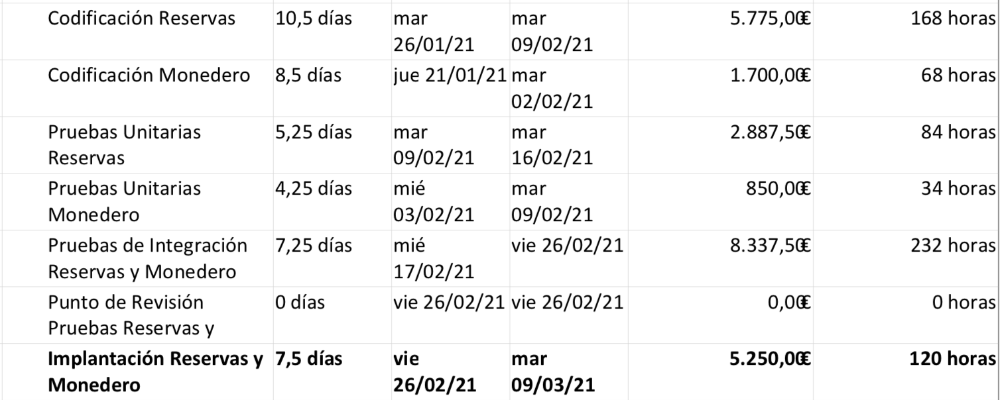 Codificación Reservas 10,5 días mar 26/01/21 mar 09/02/21 5.775,00€ 168 horas
Codificación Monedero 8,5 días jue 21/01/21 mar 02/02/21 1.700,00€ 68 horas
Pruebas Unitarias Reservas 5,25 días mar 09/02/21 mar 16/02/21 2.887,50€ 84 horas
Pruebas Unitarias Monedero 4,25 días mié 03/02/21 mar 09/02/21 850,00€ 34 horas
Pruebas de Integración Reservas y Monedero 7,25 días mié 17/02/21 vie 26/02/21 8.337,50€ 232 horas
Punto de Revisión Pruebas Reservas y 0 días vie 26/02/21 vie 26/02/21 0,00€ 0 horas
Implantación Reservas y Monedero 7,5 días vie 26/02/21 mar 09/03/21 5.250,00€ 120 horas